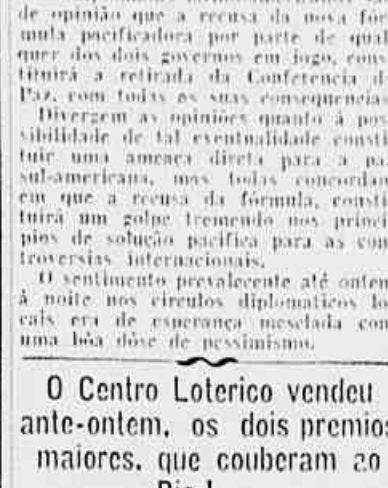 de opinião que a recusa da nova fór-
mula pacificadora por parte de qual
quer dos dois governos em jogo, cons
tituirá a retirada da Conferencia d
Paz, com todas as suas consequencia
Divergem as opiniões quanto á pos
sibilidade de tal eventualidade consti
tuir uma ameaça direta para a pa
sul-americana, mas todas concordam
em que a recusa da fórmula, consti
tuirá um golpe tremendo nos princi
pios de solução pacifica para as con
troversias internacionais.
O sentimento prevalecente até ontem
á noite nos circulos diplomaticos lo
cais era de esperança mesclada com
uma bôa dóse de pessimismo.
O Centro Loterico vendeu
ante-ontem, os dois premios
maiores, que couberam ao